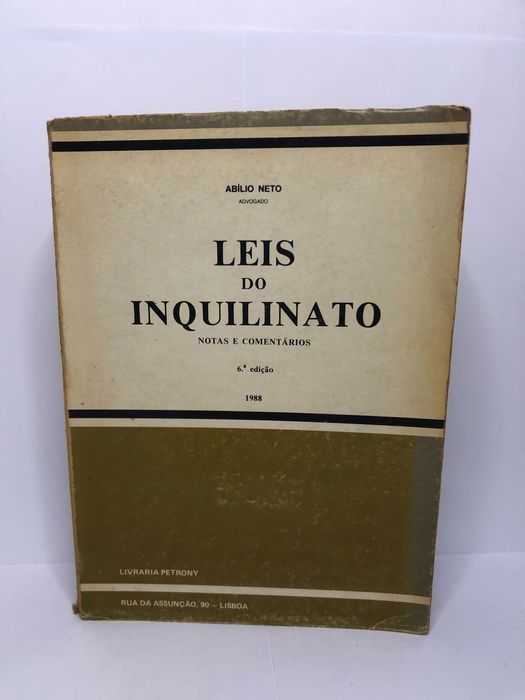 ABÍLIO NETO
ADVOGADO
LEIS
DO
INQUILINATO
NOTAS E COMENTÁRIOS
6.ª edição
1988
LIVRARIA PETRONY
RUA DA ASSUNÇÃO, 90 – LISBOA